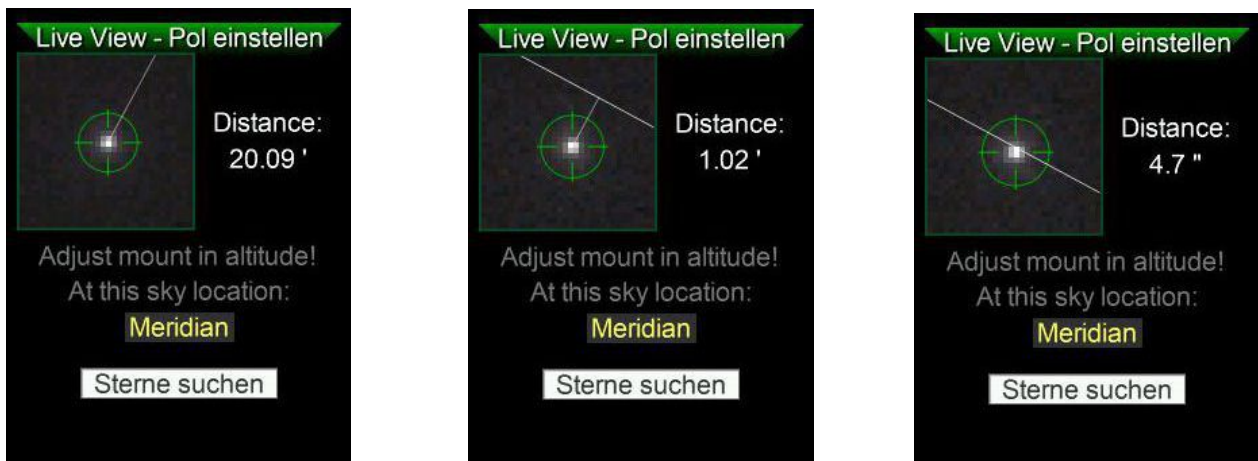 Live View - Pol einstellen
Distance:
20.09 '
Adjust mount in altitude!
At this sky location:
Meridian
Sterne suchen
Live View - Pol einstellen
Distance:
1.02 '
Adjust mount in altitude!
At this sky location:
Meridian
Sterne suchen
Live View - Pol einstellen
Distance:
4.7 "
Adjust mount in altitude!
At this sky location:
Meridian
Sterne suchen